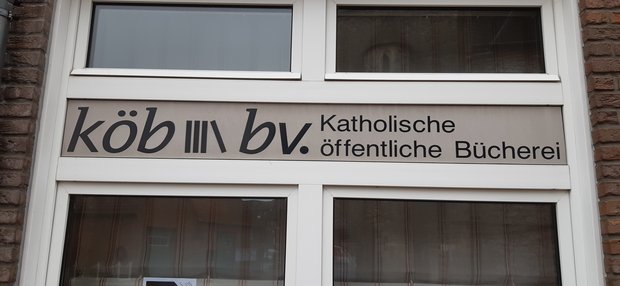 köb bv.
Katholische
öffentliche Bücherei